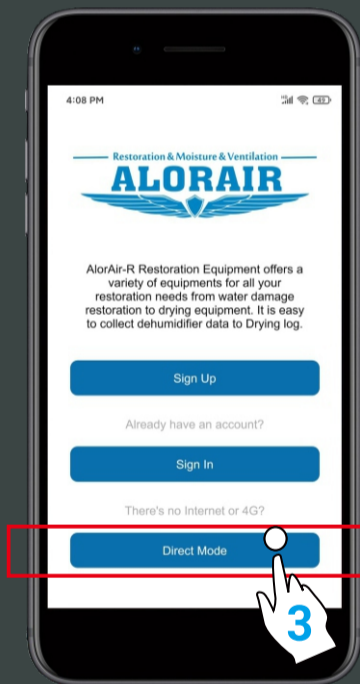 4:08 PM
Restoration & Moisture & Ventilation
ALORAIR
AlorAir-R Restoration Equipment offers a
variety of equipments for all your
restoration needs from water damage
restoration to drying equipment. It is easy
to collect dehumidifier data to Drying log.
Sign Up
Already have an account?
Sign In
There's no Internet or 4G?
Direct Mode
3